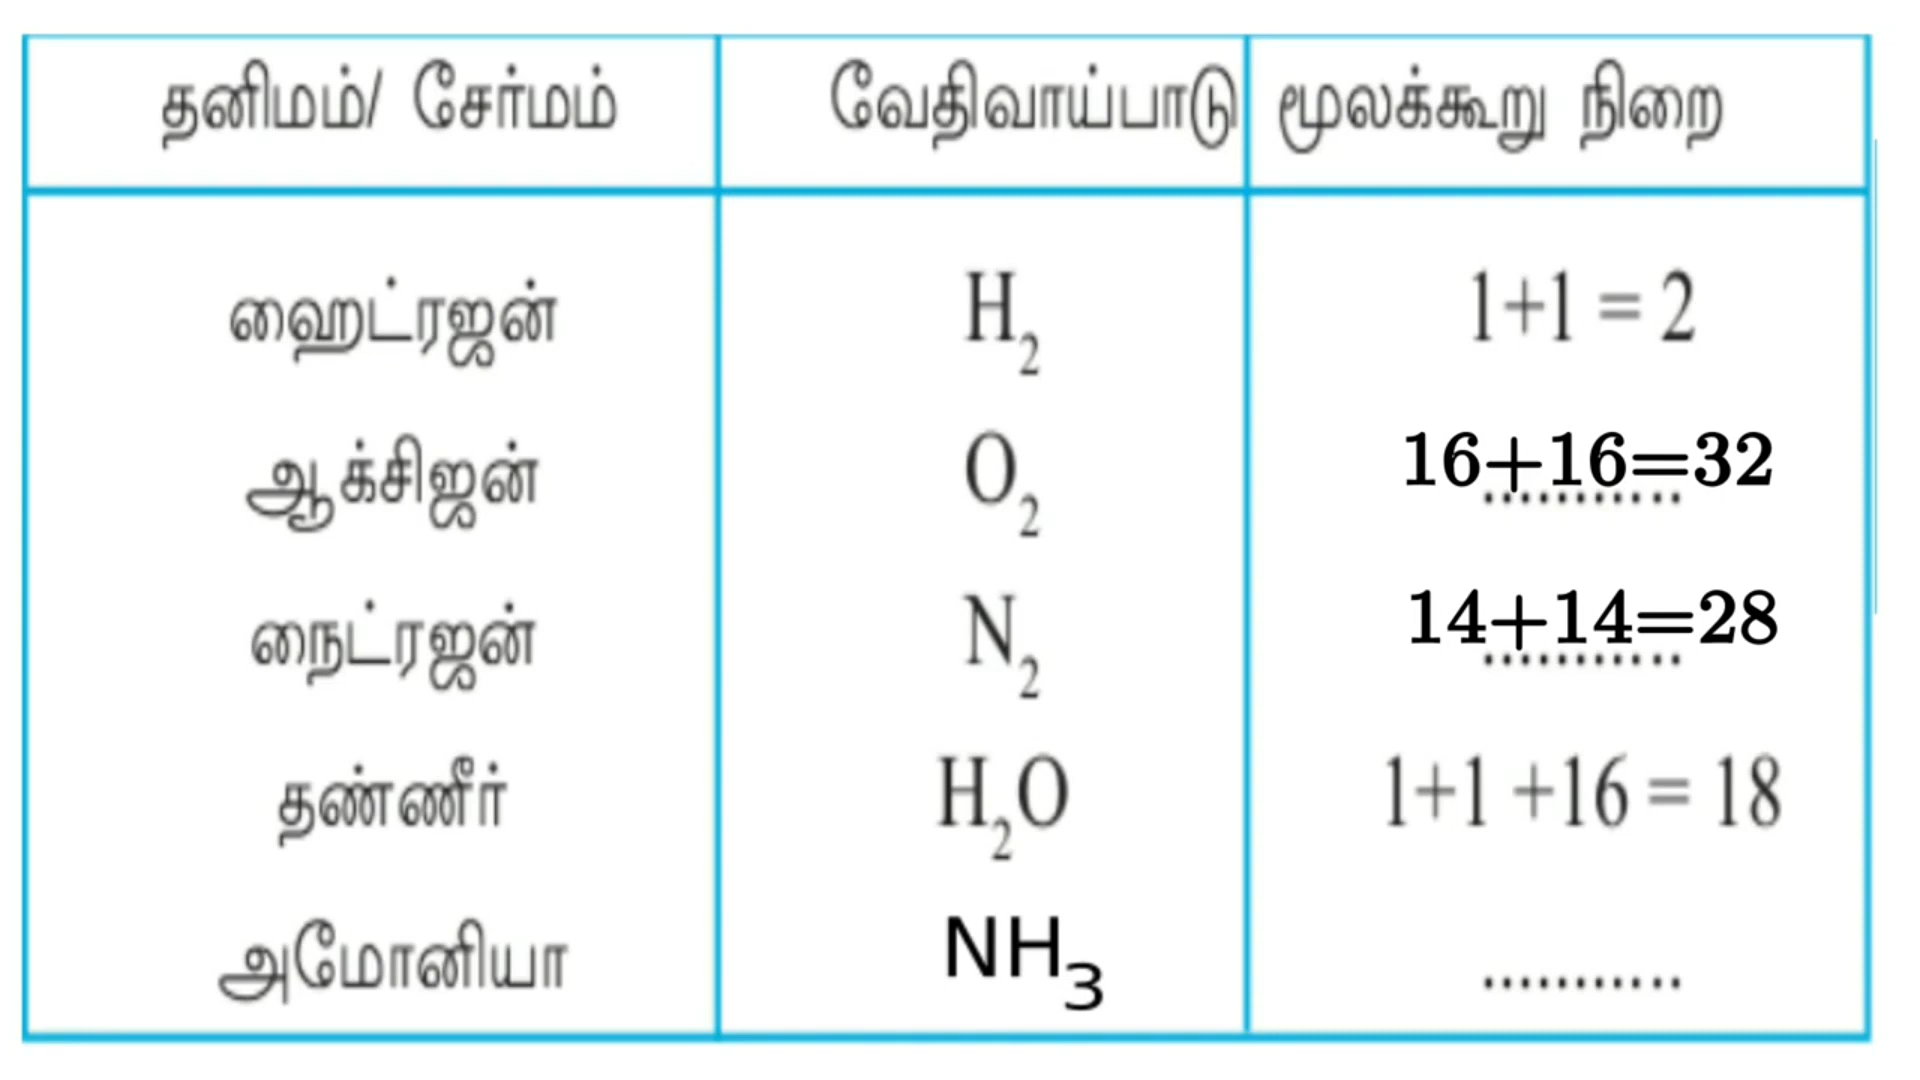 தனிமம்/ சேர்மம் வேதிவாய்பாடு மூலக்கூறு நிறை
ஹைட்ரஜன் H₂ 1+1 = 2
ஆக்சிஜன் O₂ 16+16=32
நைட்ரஜன் N₂ 14+14=28
தண்ணீர் H₂O 1+1 +16 = 18
அமோனியா NH₃ ...........